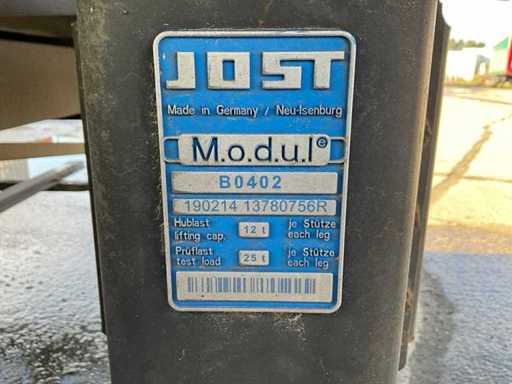 JOST
Made in Germany / Neu-Isenburg
M.o.d.u.l e
B0402
190214 13780756R
Hublast 12 t je Stütze
lifting cap. each leg
Prüflast 25 t je Stütze
test load each leg